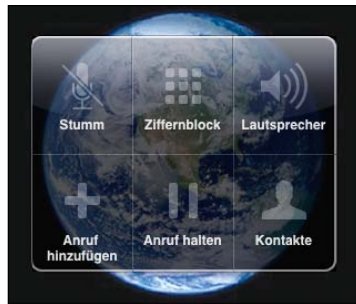 Stumm
Ziffernblock
Lautsprecher
Anruf
hinzufügen
Anruf halten
Kontakte